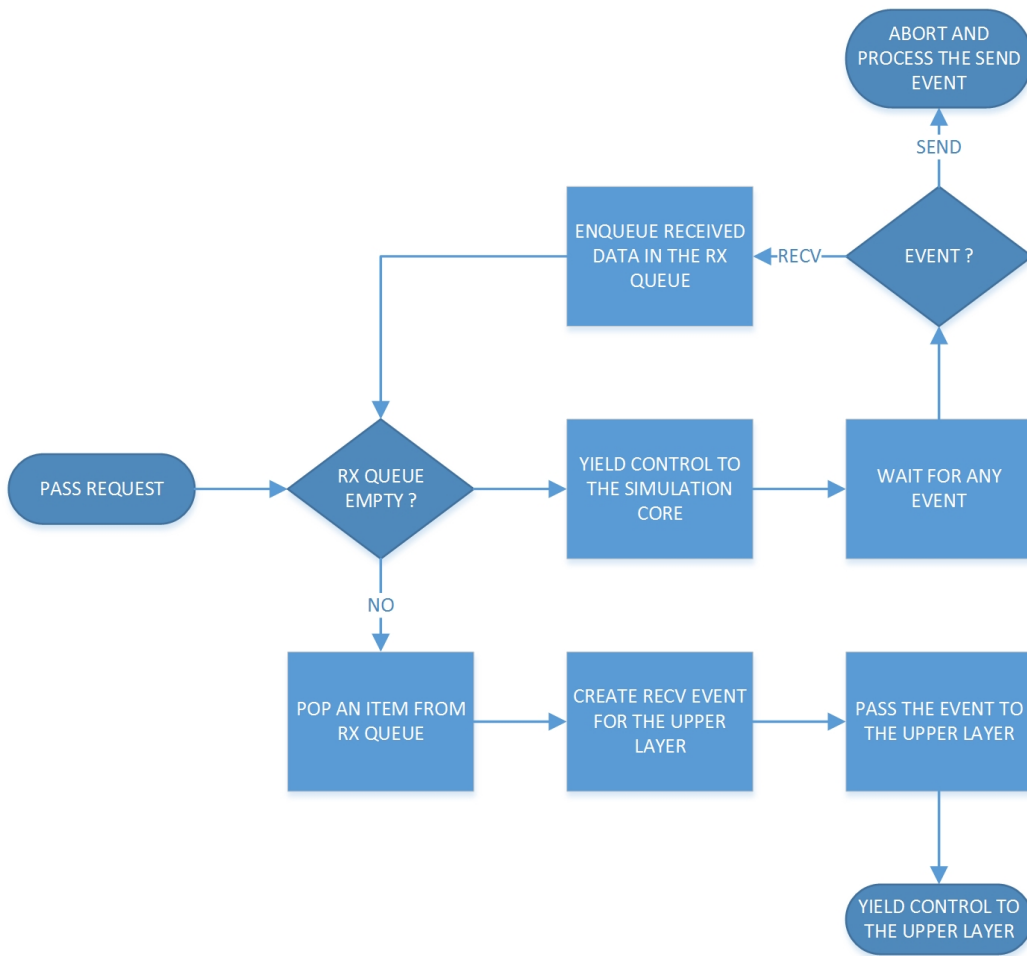 ABORT AND
PROCESS THE SEND
EVENT
SEND
ENQUEUE RECEIVED
DATA IN THE RX
QUEUE
RECV
EVENT ?
PASS REQUEST
RX QUEUE
EMPTY ?
YIELD CONTROL TO
THE SIMULATION
CORE
WAIT FOR ANY
EVENT
NO
POP AN ITEM FROM
RX QUEUE
CREATE RECV EVENT
FOR THE UPPER
LAYER
PASS THE EVENT TO
THE UPPER LAYER
YIELD CONTROL TO
THE UPPER LAYER